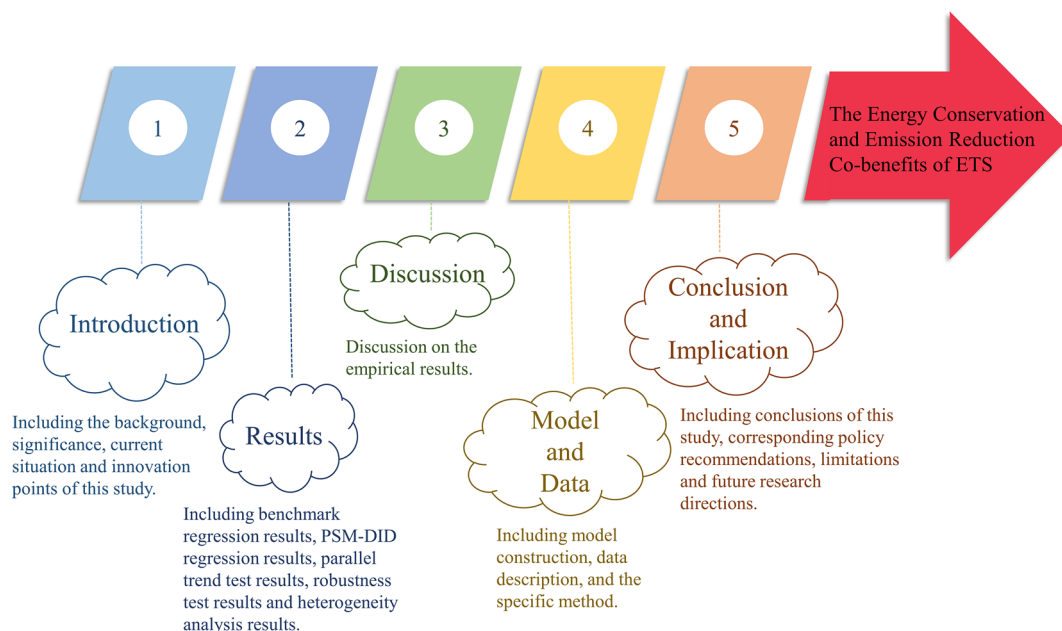 1
2
3
4
5
The Energy Conservation
and Emission Reduction
Co-benefits of ETS
Introduction
Including the background,
significance, current
situation and innovation
points of this study.
Results
Including benchmark
regression results, PSM-DID
regression results, parallel
trend test results, robustness
test results and heterogeneity
analysis results.
Discussion
Discussion on the
empirical results.
Model
and
Data
Including model
construction, data
description, and the
specific method.
Conclusion
and
Implication
Including conclusions of this
study, corresponding policy
recommendations, limitations
and future research
directions.